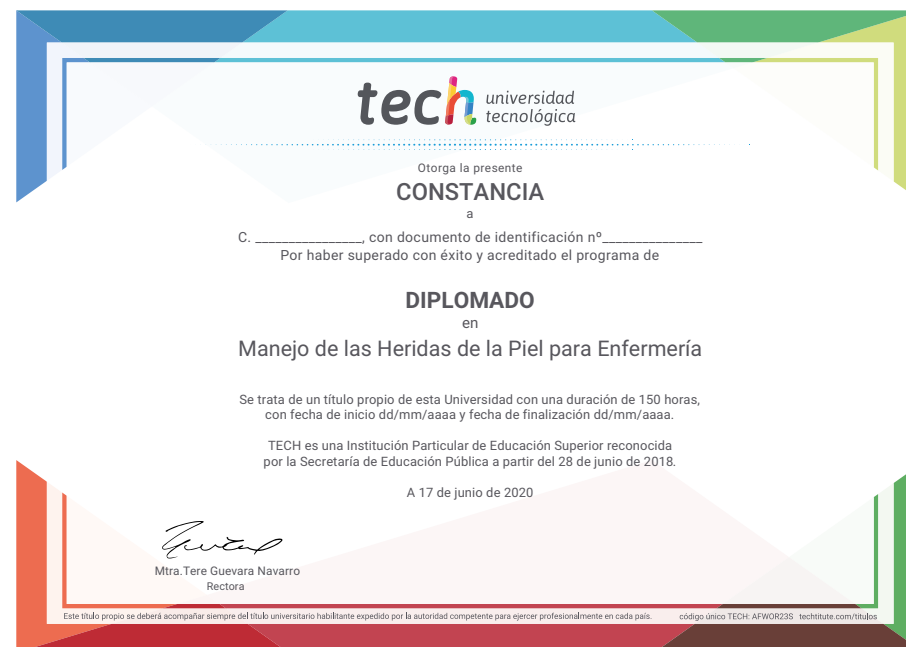 tech universidad
tecnológica
Otorga la presente
CONSTANCIA
a
C. ________________, con documento de identificación nº_______________
Por haber superado con éxito y acreditado el programa de
DIPLOMADO
en
Manejo de las Heridas de la Piel para Enfermería
Se trata de un título propio de esta Universidad con una duración de 150 horas,
con fecha de inicio dd/mm/aaaa y fecha de finalización dd/mm/aaaa.
TECH es una Institución Particular de Educación Superior reconocida
por la Secretaría de Educación Pública a partir del 28 de junio de 2018.
A 17 de junio de 2020
Mtra.Tere Guevara Navarro
Rectora
Este título propio se deberá acompañar siempre del título universitario habilitante expedido por la autoridad competente para ejercer profesionalmente en cada país. código único TECH: AFWOR23S techtitute.com/titulos